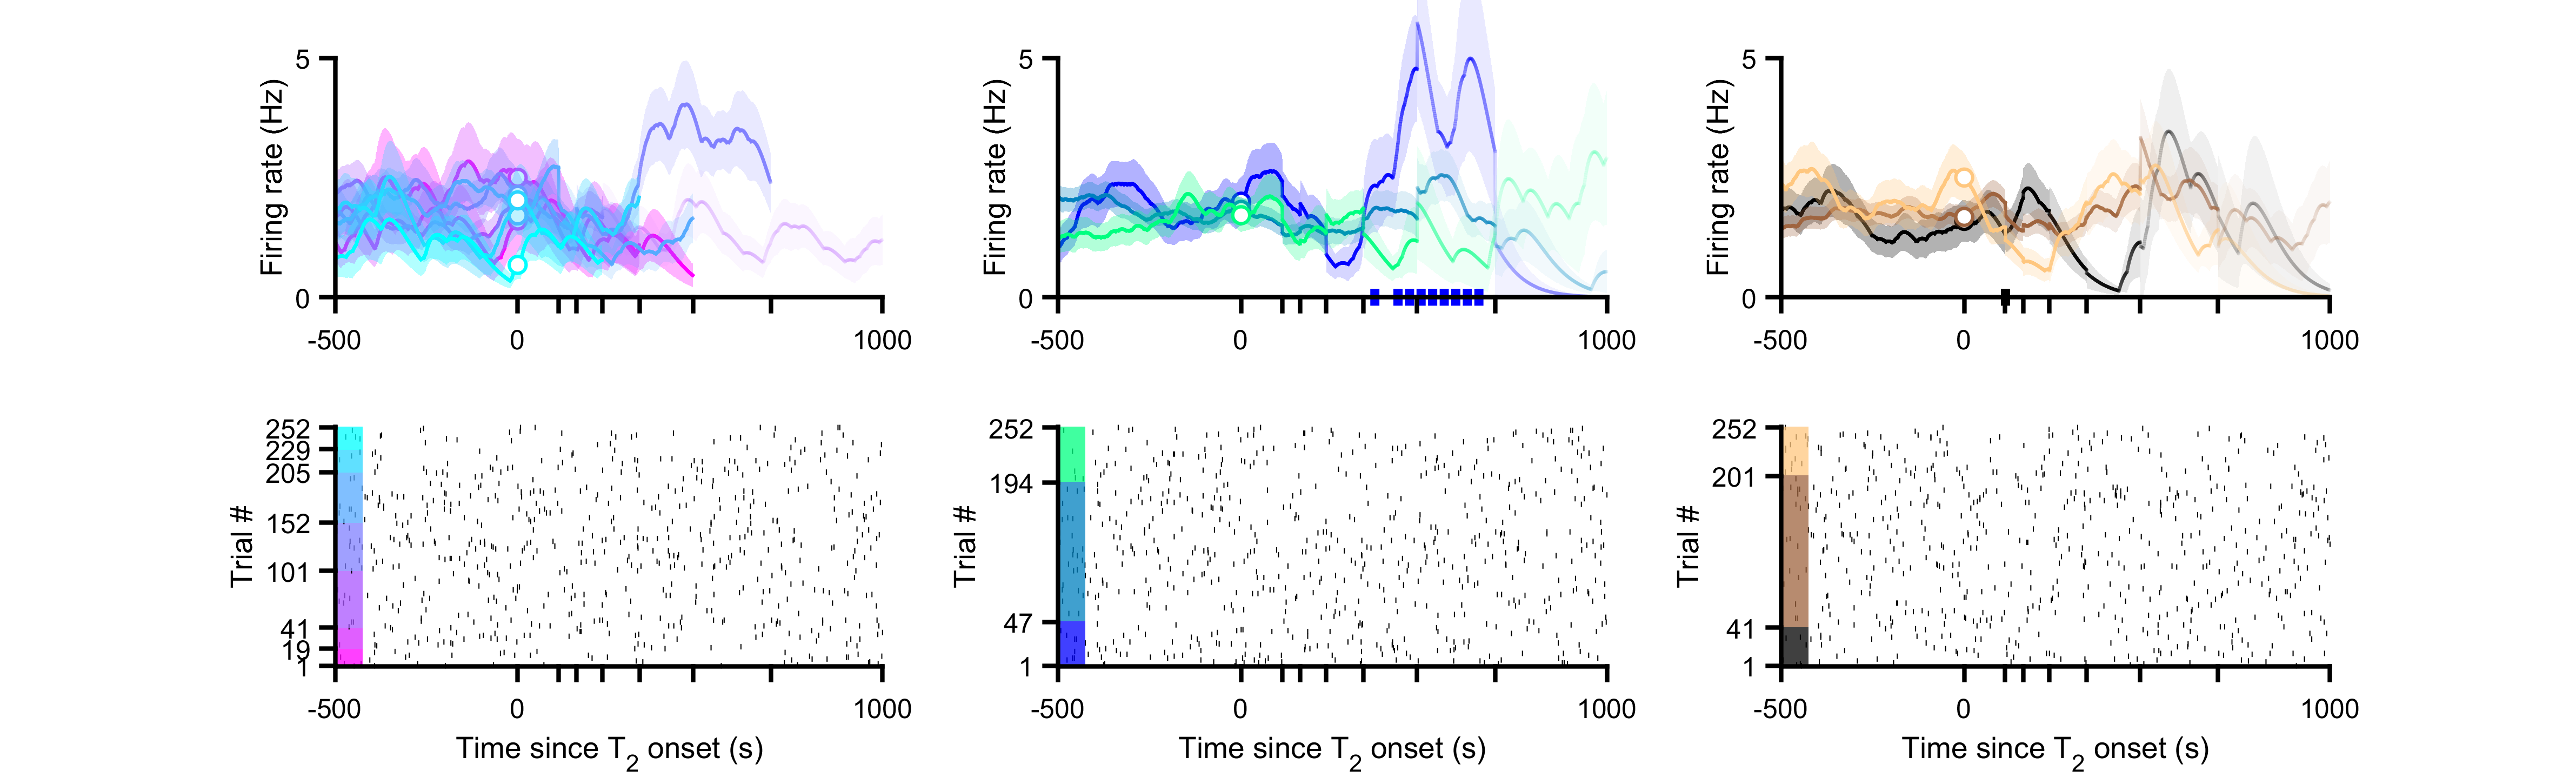 5
Firing rate (Hz)
0
-500 0 1000
5
Firing rate (Hz)
0
-500 0 1000
5
Firing rate (Hz)
0
-500 0 1000
252
229
205
152
101
41
19
1
Trial #
-500 0 1000
Time since T2 onset (s)
252
194
47
1
Trial #
-500 0 1000
Time since T2 onset (s)
252
201
41
1
Trial #
-500 0 1000
Time since T2 onset (s)